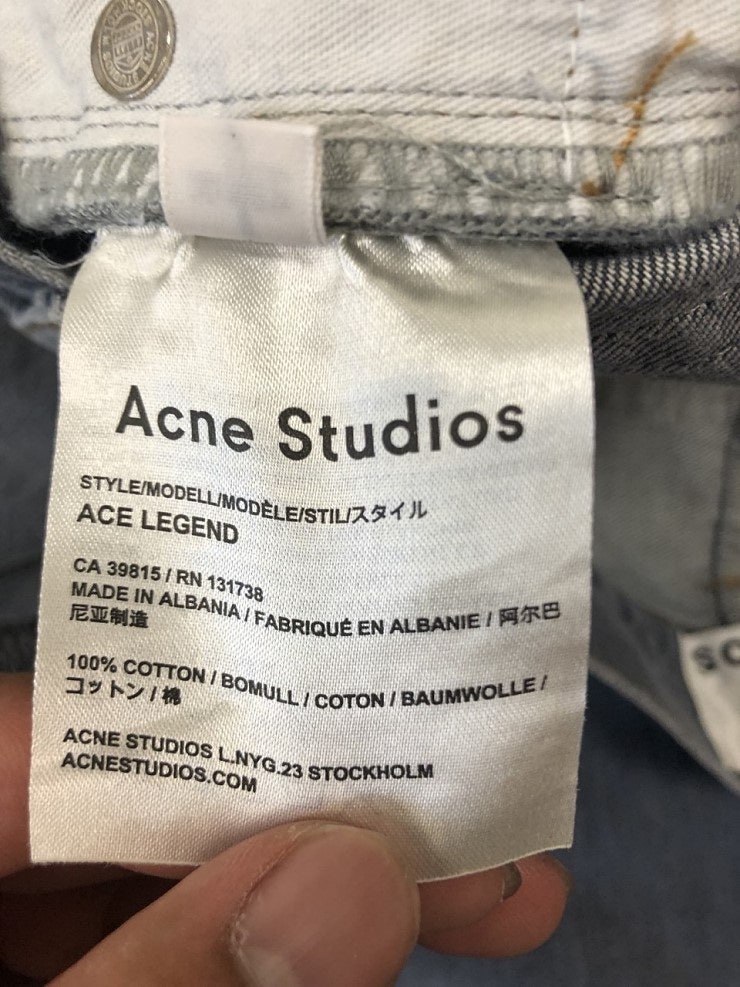 Acne Studios
STYLE/MODELL/MODÈLE/STIL/スタイル
ACE LEGEND
CA 39815 / RN 131738
MADE IN ALBANIA / FABRIQUÉ EN ALBANIE / 阿尔巴
尼亚制造
100% COTTON / BOMULL / COTON / BAUMWOLLE /
コットン / 棉
ACNE STUDIOS L.NYG.23 STOCKHOLM
ACNESTUDIOS.COM